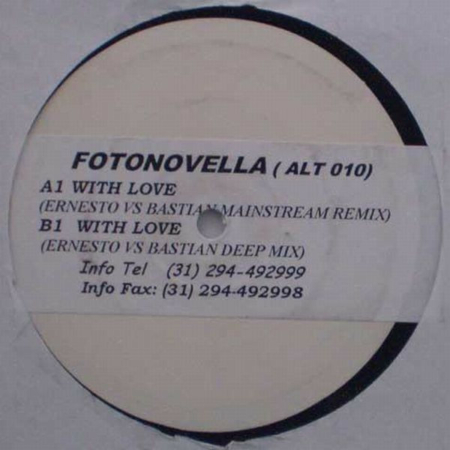 FOTONOVELLA ( ALT 010)
A1 WITH LOVE
(ERNESTO VS BASTIAN MAINSTREAM REMIX)
B1 WITH LOVE
(ERNESTO VS BASTIAN DEEP MIX)
Info Tel (31) 294-492999
Info Fax: (31) 294-492998